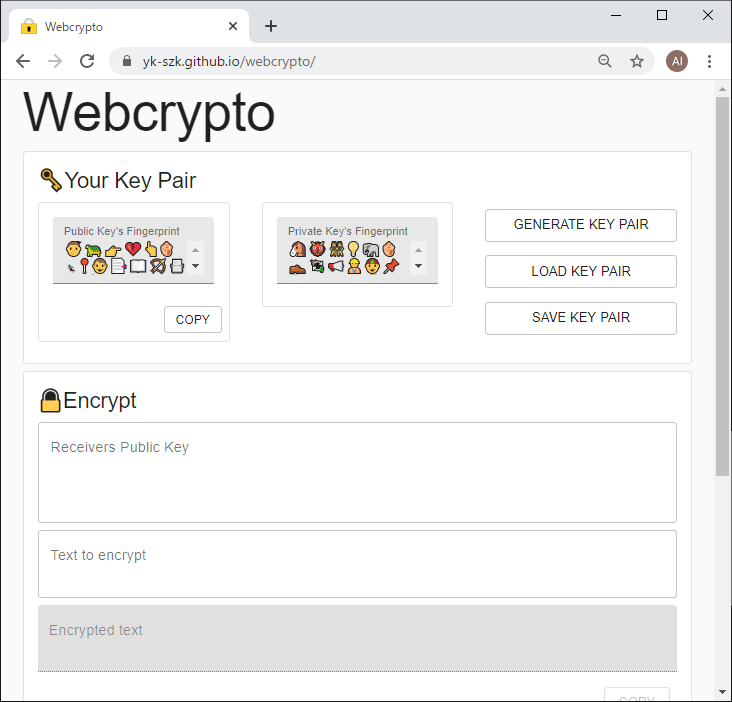 Webcrypto
yk-szk.github.io/webcrypto/
AI
Webcrypto
Your Key Pair
Public Key's Fingerprint
COPY
Private Key's Fingerprint
GENERATE KEY PAIR
LOAD KEY PAIR
SAVE KEY PAIR
Encrypt
Receivers Public Key
Text to encrypt
Encrypted text
COPY